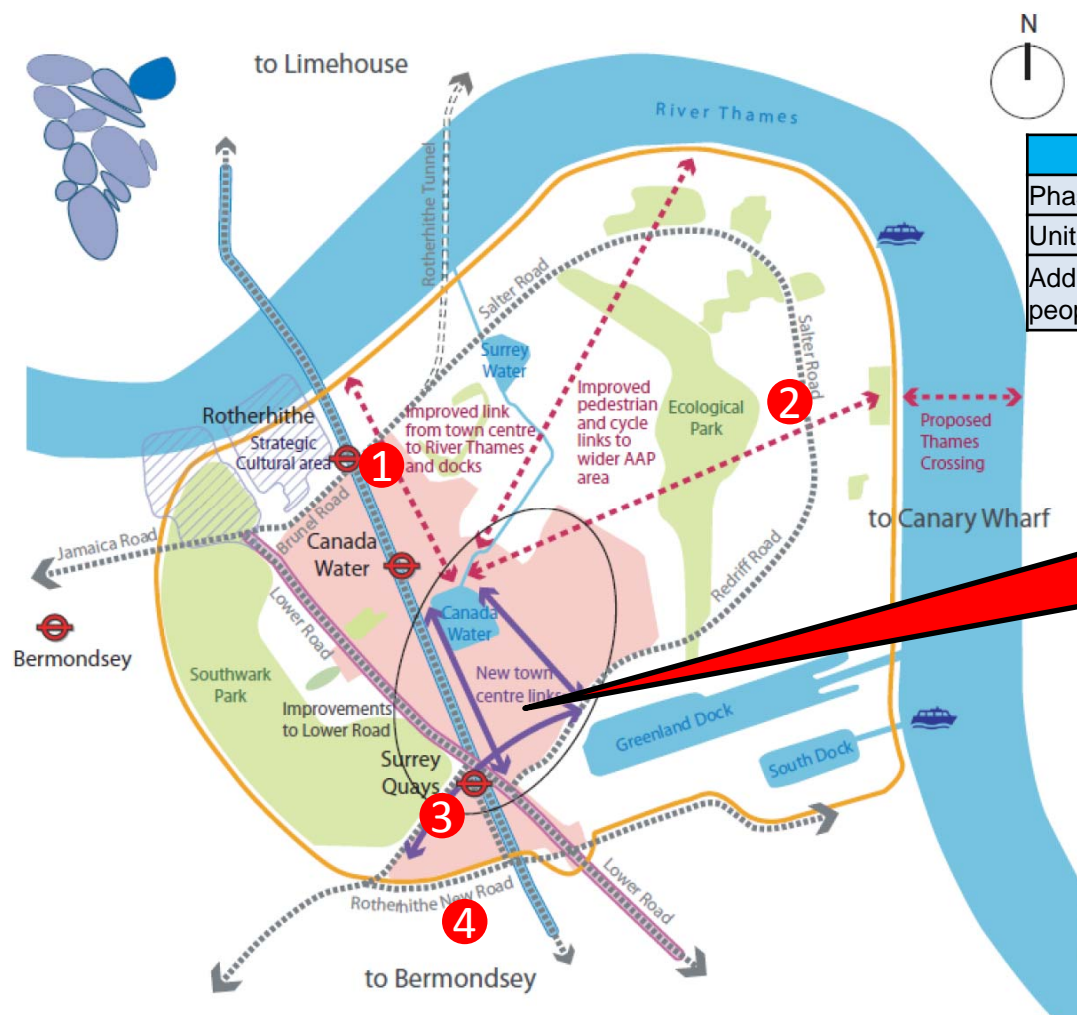 to Limehouse
N
River Thames
Rotherhithe Tunnel
Pha
Unit
Add
peop
Salter Road
Salter Road
Surrey
Water
Rotherhithe
Strategic
Cultural area
1
Improved link
from town centre
to River Thames
and docks
Improved
pedestrian
and cycle
links to
wider AAP
area
Ecological
Park
2
Proposed
Thames
Crossing
Brunel Road
Jamaica Road
Canada
Water
to Canary Wharf
Redriff Road
Lower Road
Canada
Water
Bermondsey
Southwark
Park
New town
centre links
Improvements
to Lower Road
Greenland Dock
South Dock
Surrey
Quays
3
Lower Road
Rotherhithe New Road
4
to Bermondsey